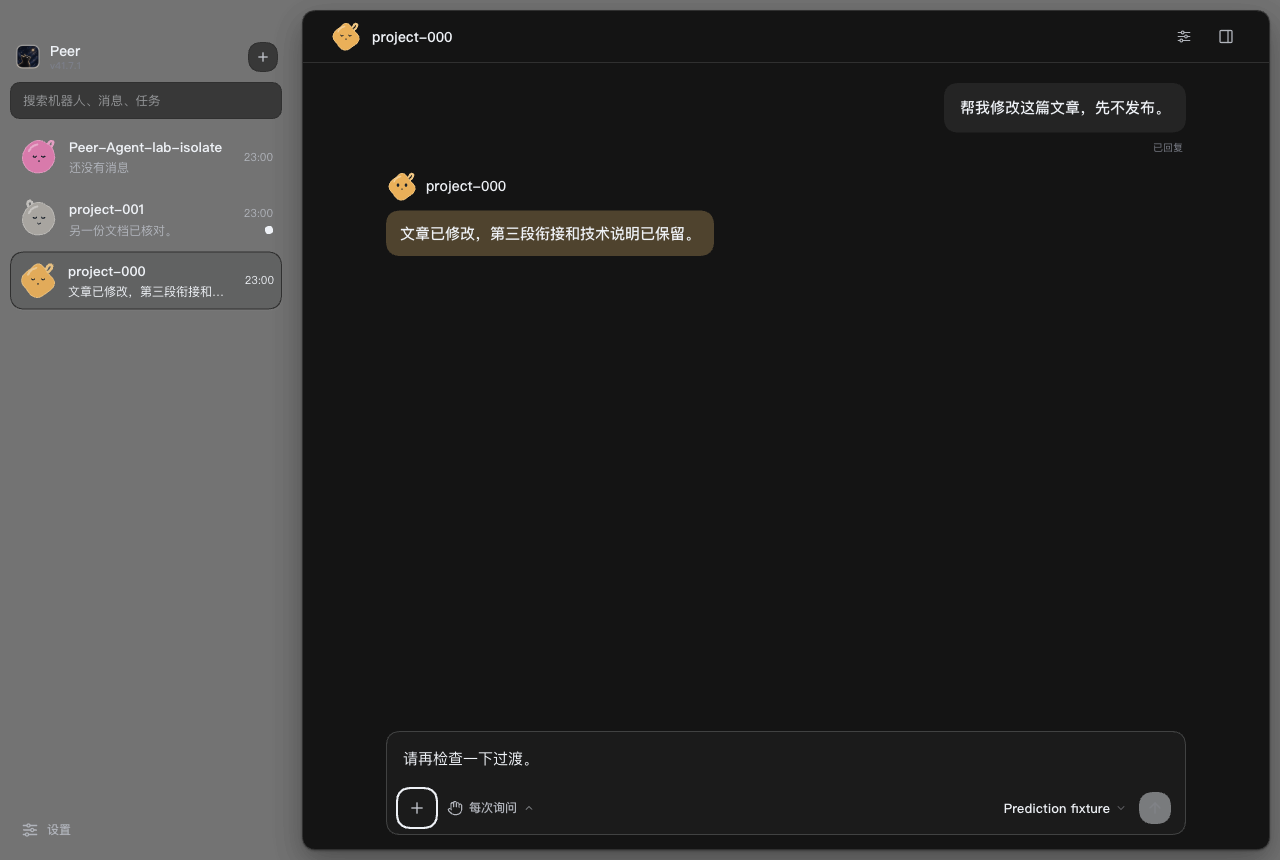 Peer
搜索机器人、消息、任务
Peer-Agent-lab-isolate
23:00
还没有消息
project-001
23:00
另一份文档已核对。
project-000
23:00
文章已修改，第三段衔接和...
设置
project-000
帮我修改这篇文章，先不发布。
已回复
project-000
文章已修改，第三段衔接和技术说明已保留。
请再检查一下过渡。
每次询问
Prediction fixture